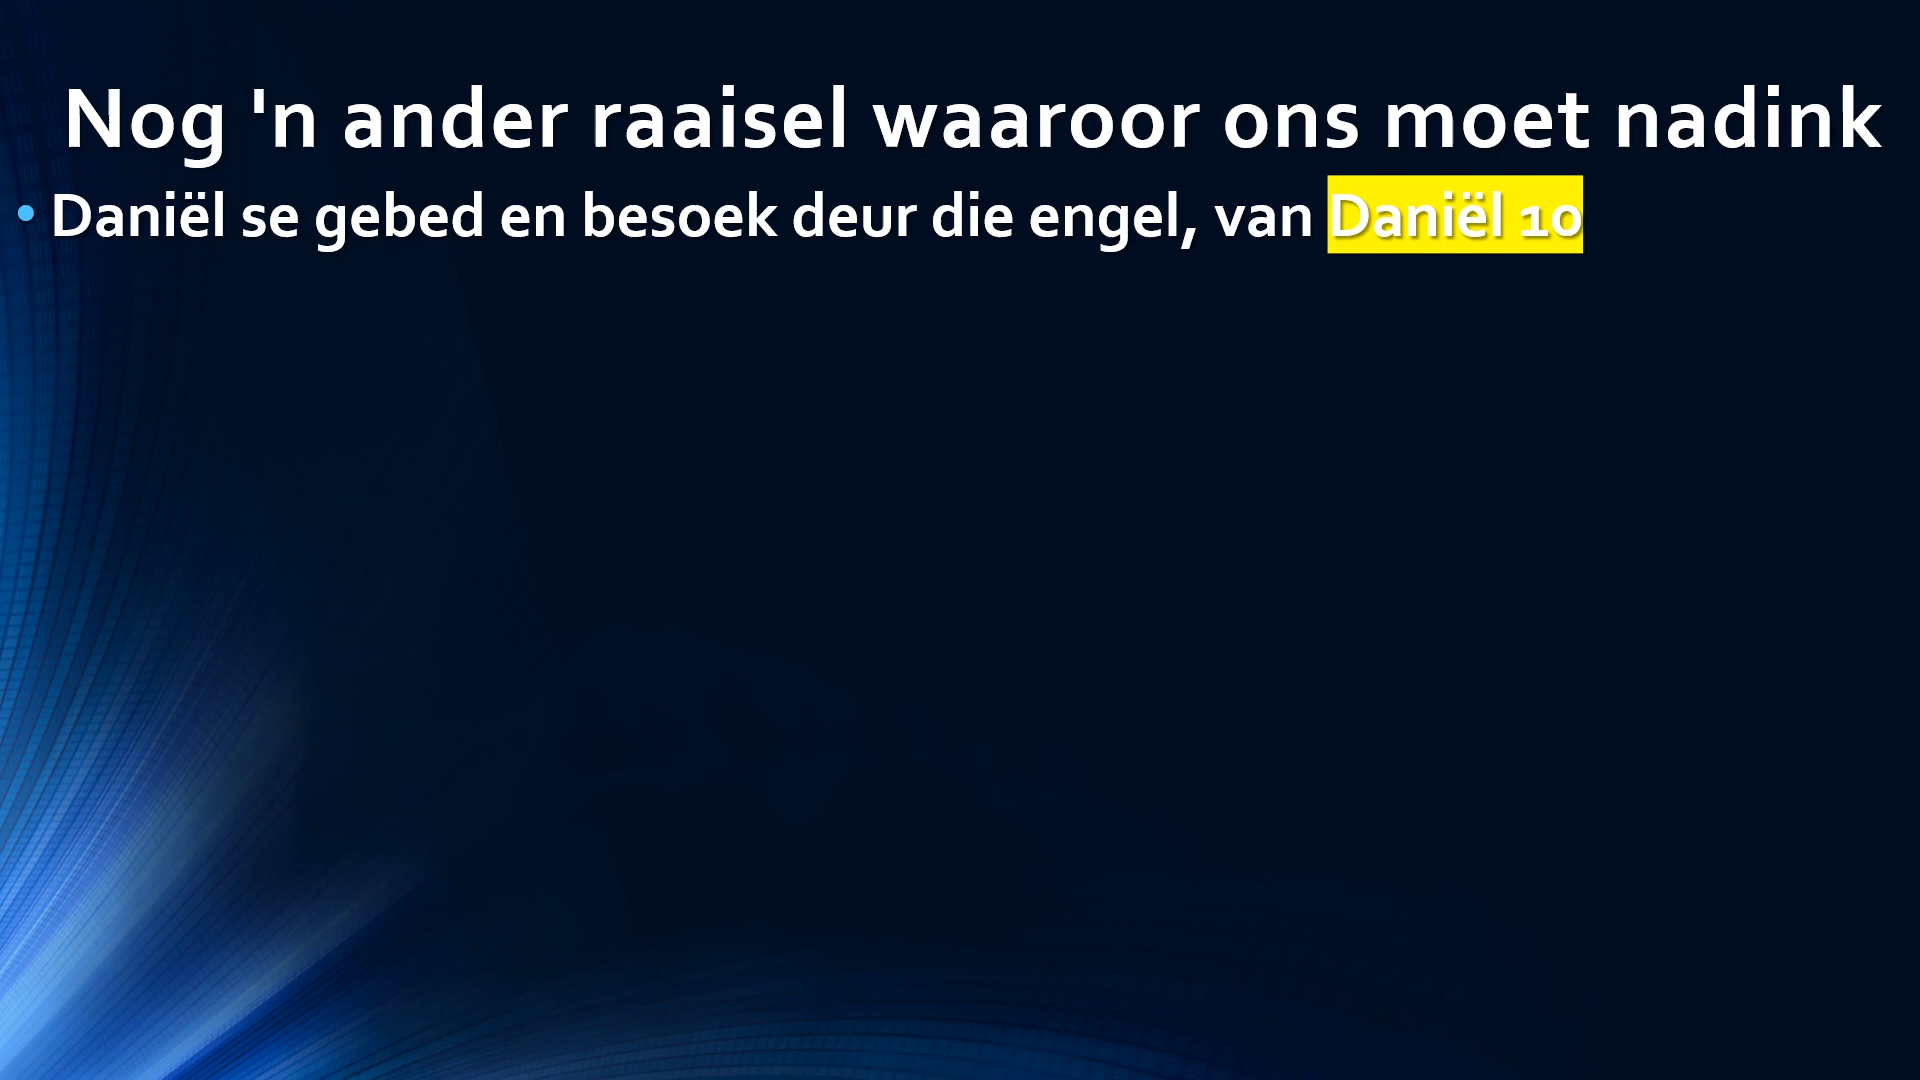 Nog 'n ander raaisel waaroor ons moet nadink
• Daniël se gebed en besoek deur die engel, van Daniël 10